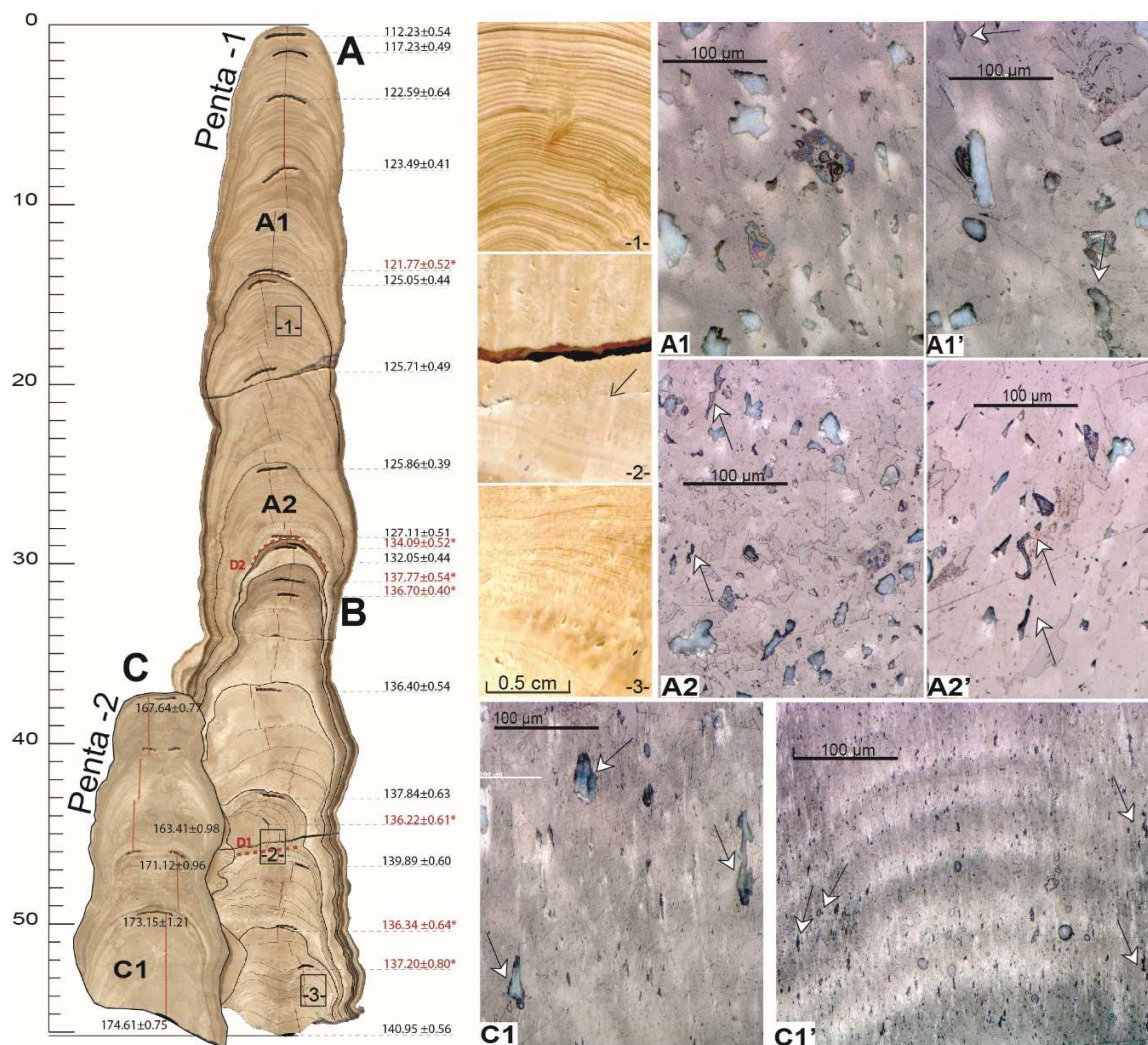 0
10
20
30
40
50
Penta -1
A
A1
-1-
A2
D2
B
C
Penta -2
D1
-2-
-3-
C1
112.23±0.54
117.23±0.49
122.59±0.64
123.49±0.41
121.77±0.52*
125.05±0.44
125.71±0.49
125.86±0.39
127.11±0.51
134.09±0.52*
132.05±0.44
137.77±0.54*
136.70±0.40*
136.40±0.54
137.84±0.63
136.22±0.61*
139.89±0.60
136.34±0.64*
137.20±0.80*
140.95±0.56
167.64±0.77
163.41±0.98
171.12±0.96
173.15±1.21
174.61±0.75
-1-
-2-
0.5 cm
-3-
100 µm
A1
100 µm
A1'
100 µm
A2
100 µm
A2'
100 µm
C1
100 µm
C1'